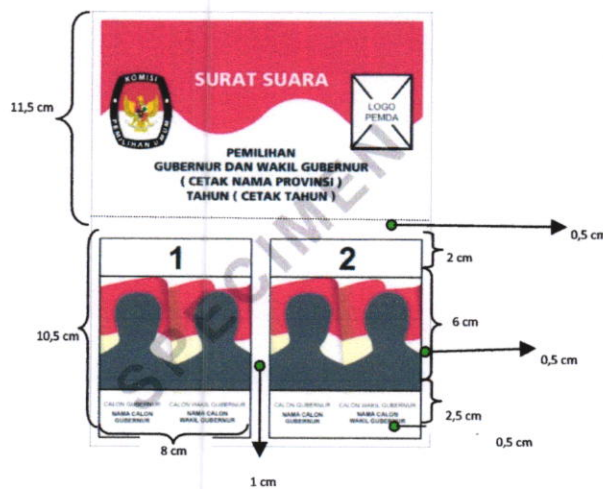 SURAT SUARA
KOMISI
PEMILIHAN UMUM
LOGO
PEMDA
11,5 cm
PEMILIHAN
GUBERNUR DAN WAKIL GUBERNUR
( CETAK NAMA PROVINSI )
TAHUN ( CETAK TAHUN )
SPECIMEN
0,5 cm
1
2
2 cm
10,5 cm
6 cm
0,5 cm
CALON GUBERNUR
NAMA CALON
GUBERNUR
CALON WAKIL GUBERNUR
NAMA CALON
WAKIL GUBERNUR
CALON GUBERNUR
NAMA CALON
GUBERNUR
CALON WAKIL GUBERNUR
NAMA CALON
WAKIL GUBERNUR
2,5 cm
0,5 cm
8 cm
1 cm